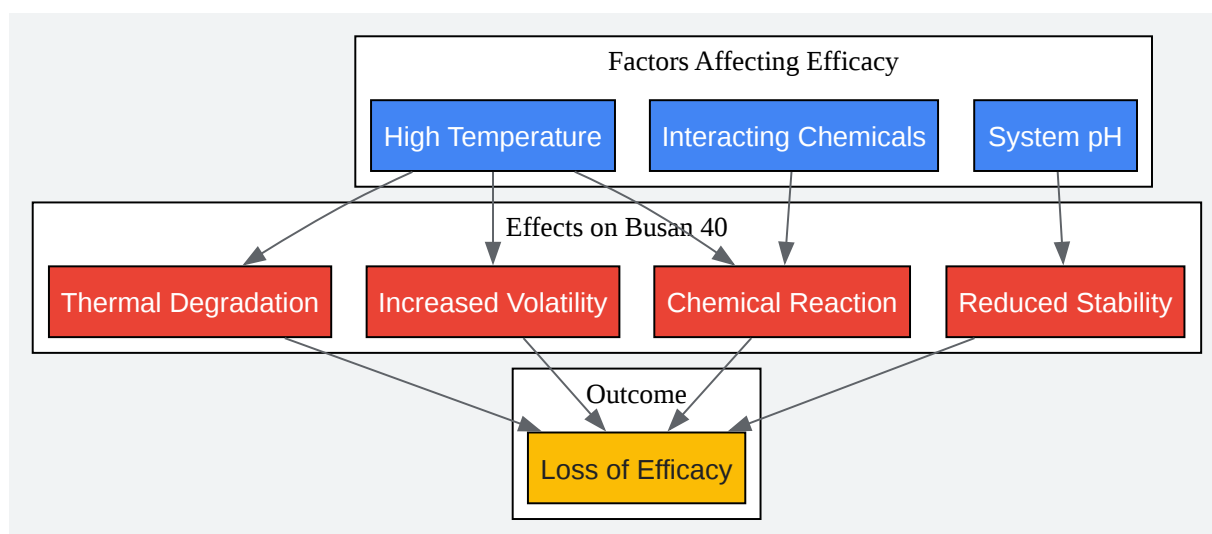 Factors Affecting Efficacy
High Temperature
Interacting Chemicals
System pH
Effects on Busan 40
Thermal Degradation
Increased Volatility
Chemical Reaction
Reduced Stability
Outcome
Loss of Efficacy